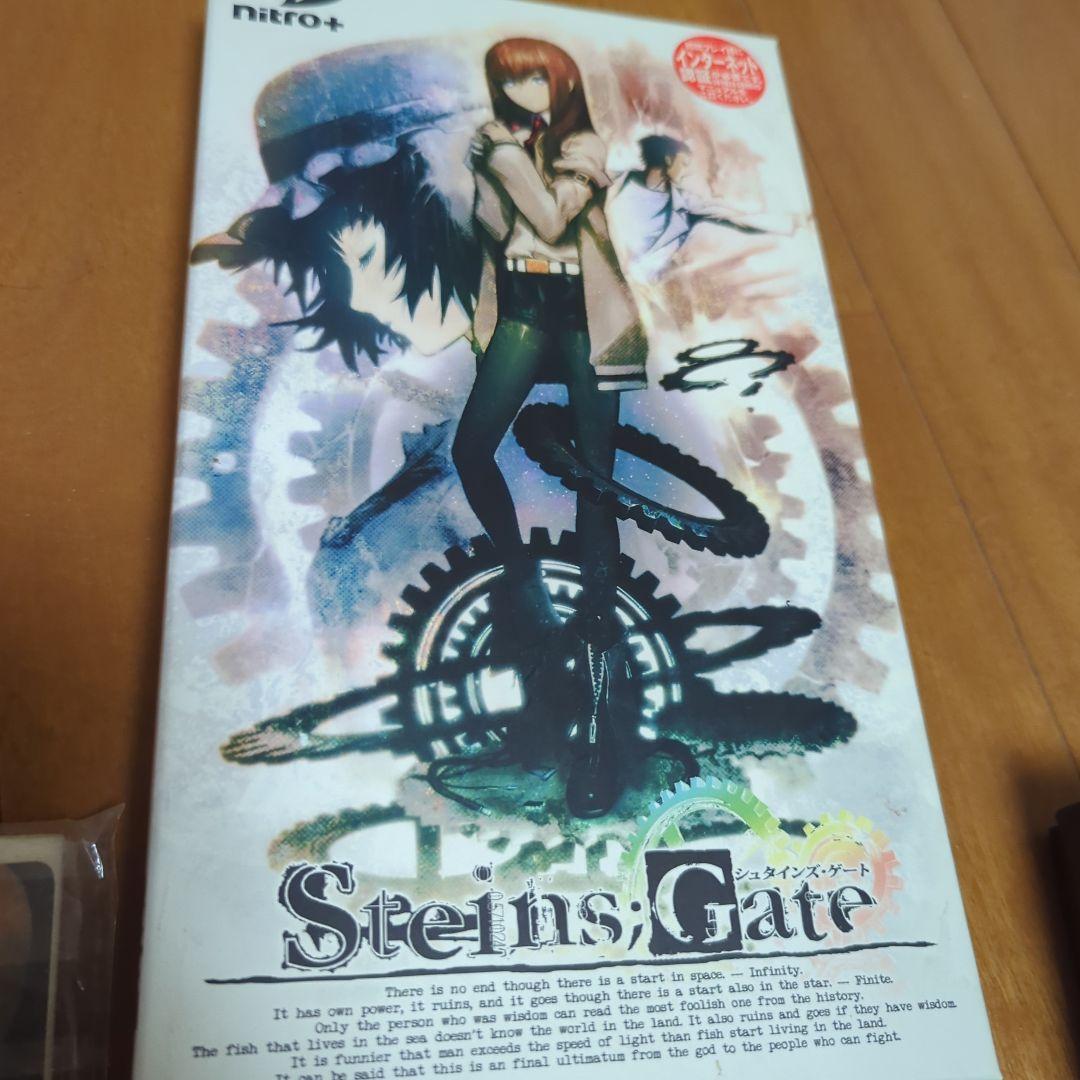 nitro+
インターネット
認証
シュタインズ・ゲート
Steins;Gate
There is no end though there is a start in space. — Infinity.
It has own power, it ruins, and it goes though there is a start also in the star. — Finite.
Only the person who was wisdom can read the most foolish one from the history.
The fish that lives in the sea doesn't know the world in the land. It also ruins and goes if they have wisdom.
It is funnier that man exceeds the speed of light than fish start living in the land.
It can be said that this is an final ultimatum from the god to the people who can fight.